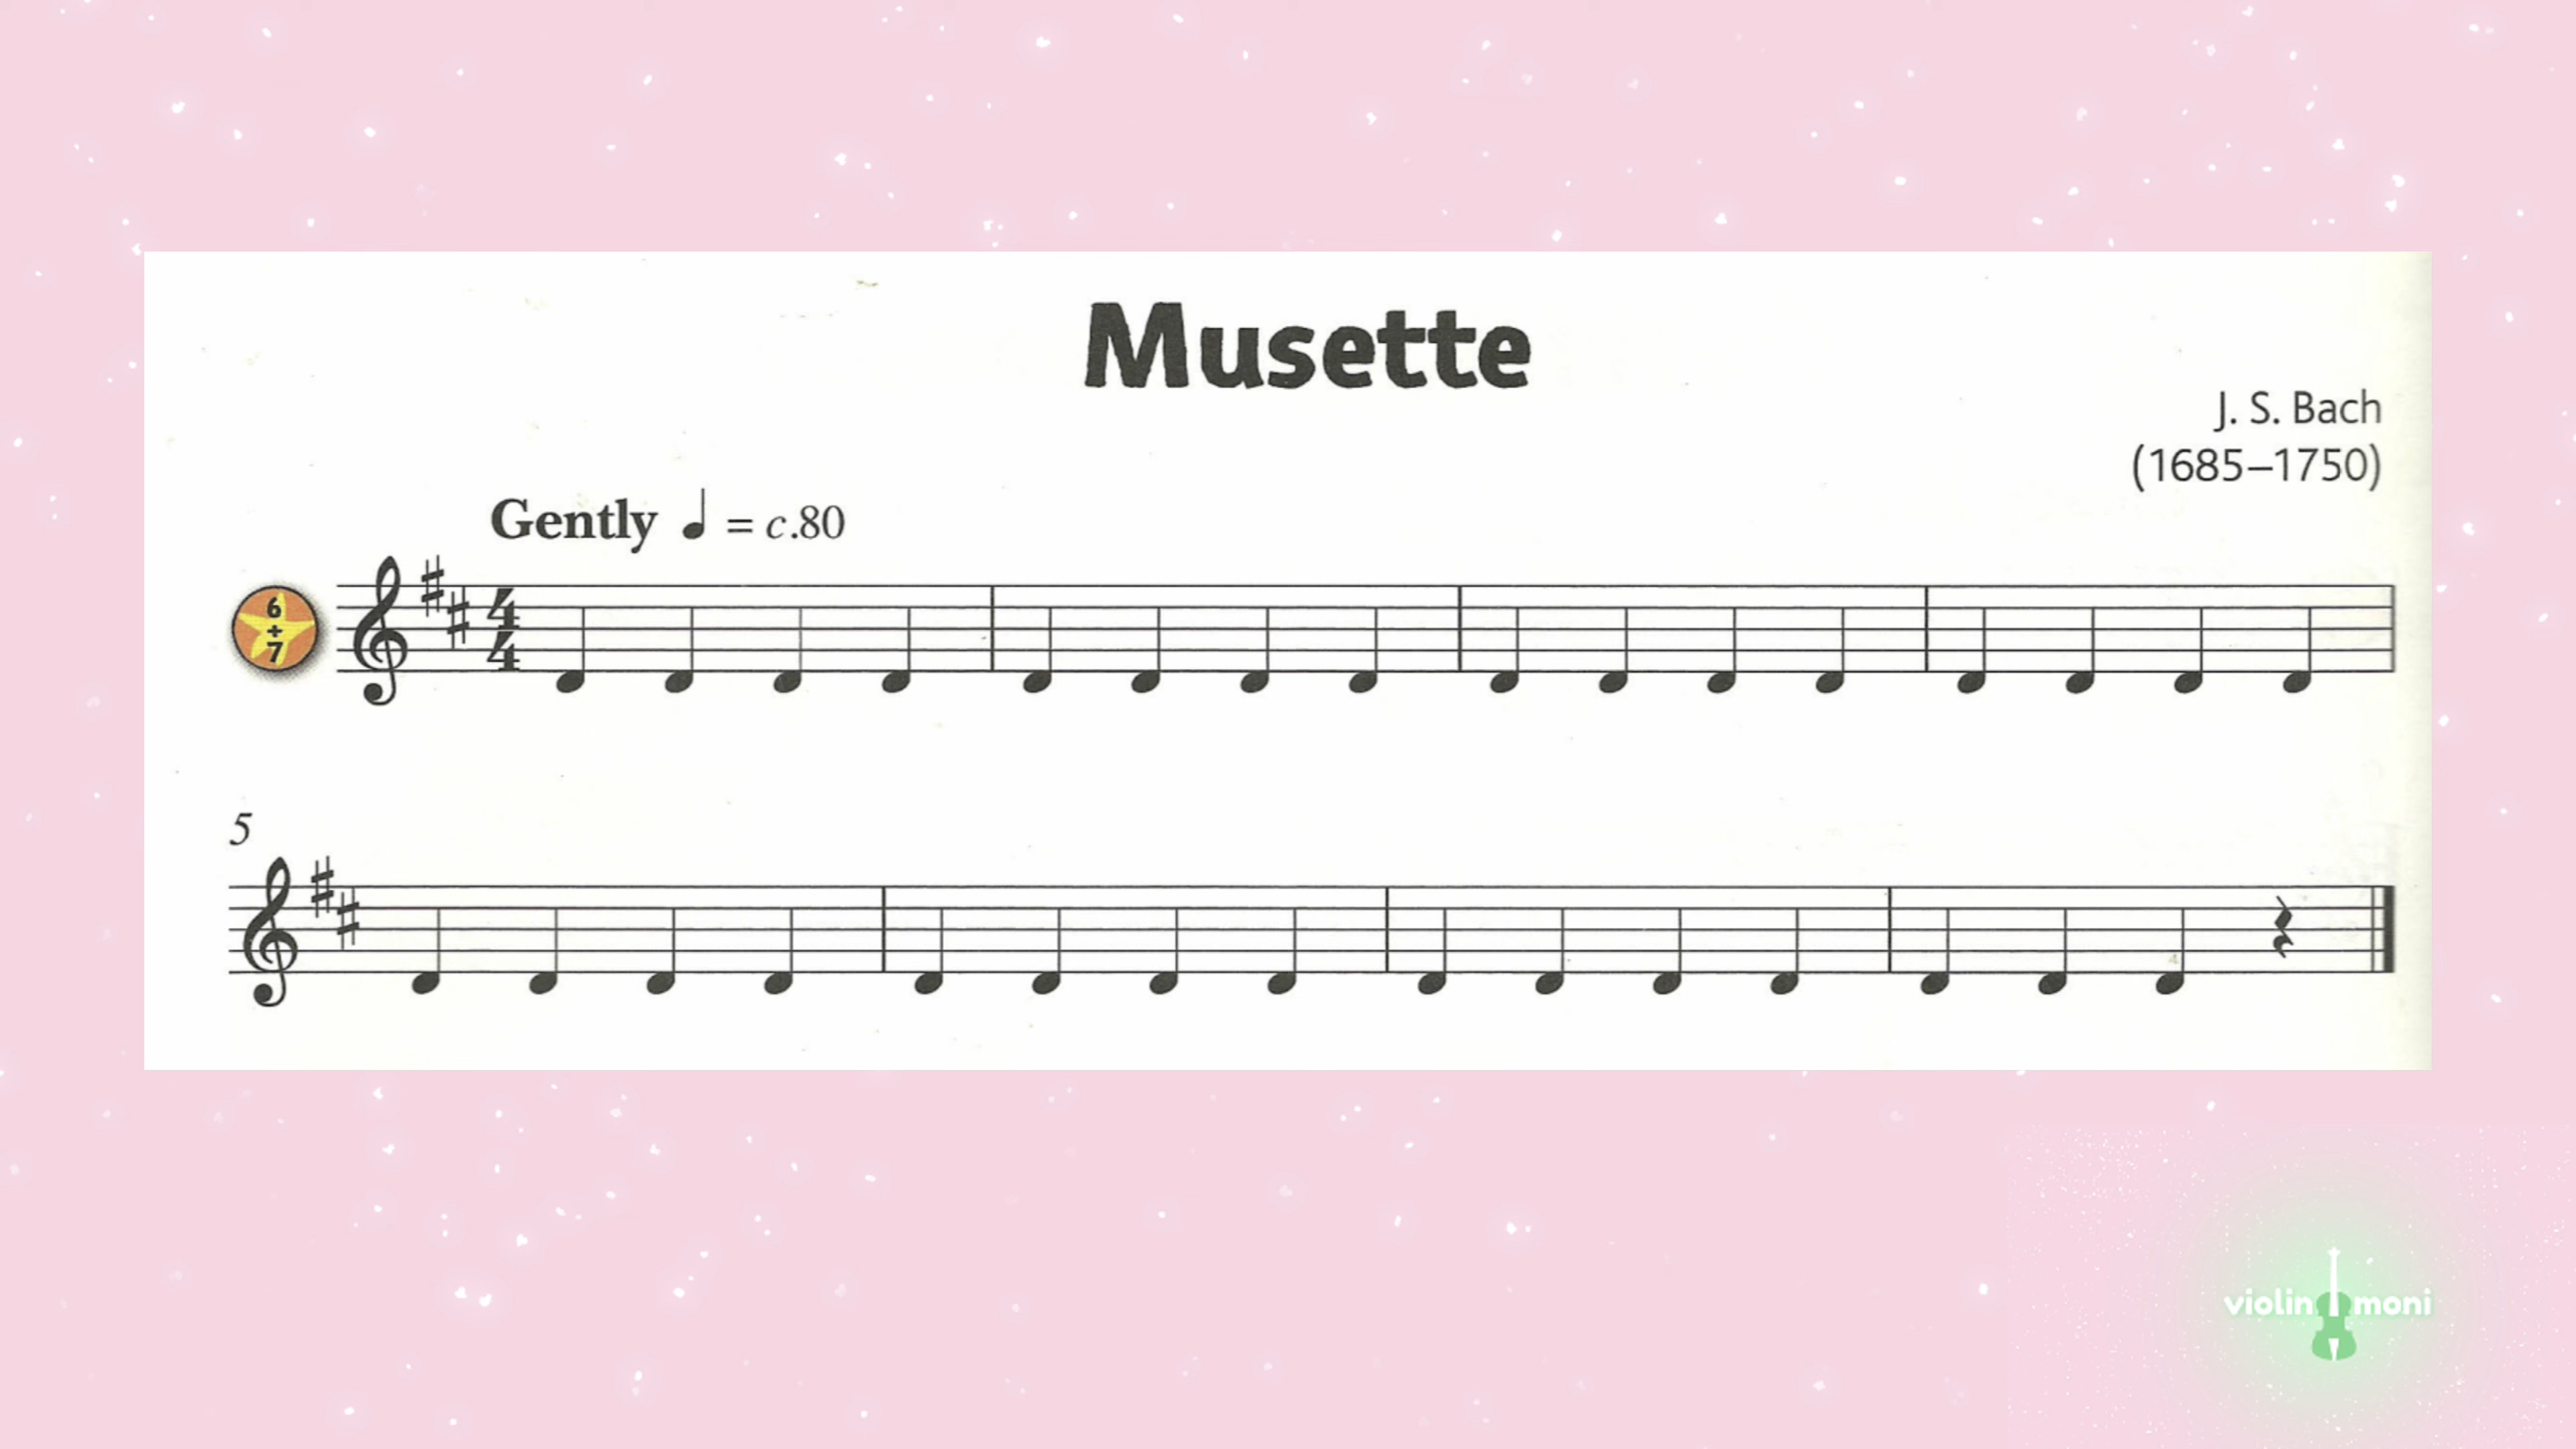 Musette
J. S. Bach
(1685–1750)
Gently ♩ = c.80
6
+
7
4
4
5
violin moni